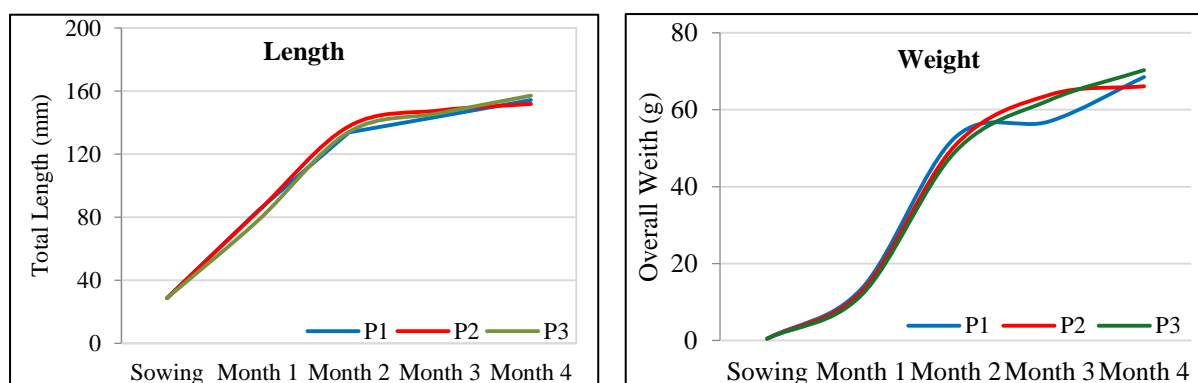 Length
Total Length (mm)
200
160
120
80
40
0
P1 P2 P3
Sowing Month 1 Month 2 Month 3 Month 4
Weight
Overall Weith (g)
80
60
40
20
0
P1 P2 P3
Sowing Month 1 Month 2 Month 3 Month 4